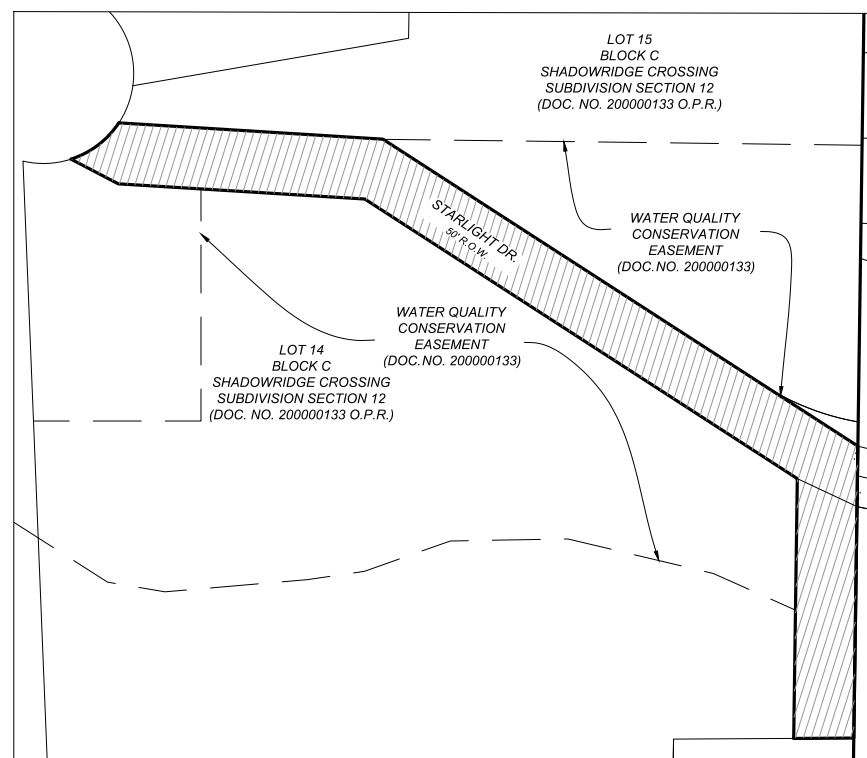 LOT 15
BLOCK C
SHADOWRIDGE CROSSING
SUBDIVISION SECTION 12
(DOC. NO. 200000133 O.P.R.)
STARLIGHT DR.
50' R.O.W.
WATER QUALITY
CONSERVATION
EASEMENT
(DOC.NO. 200000133)
WATER QUALITY
CONSERVATION
EASEMENT
(DOC.NO. 200000133)
LOT 14
BLOCK C
SHADOWRIDGE CROSSING
SUBDIVISION SECTION 12
(DOC. NO. 200000133 O.P.R.)